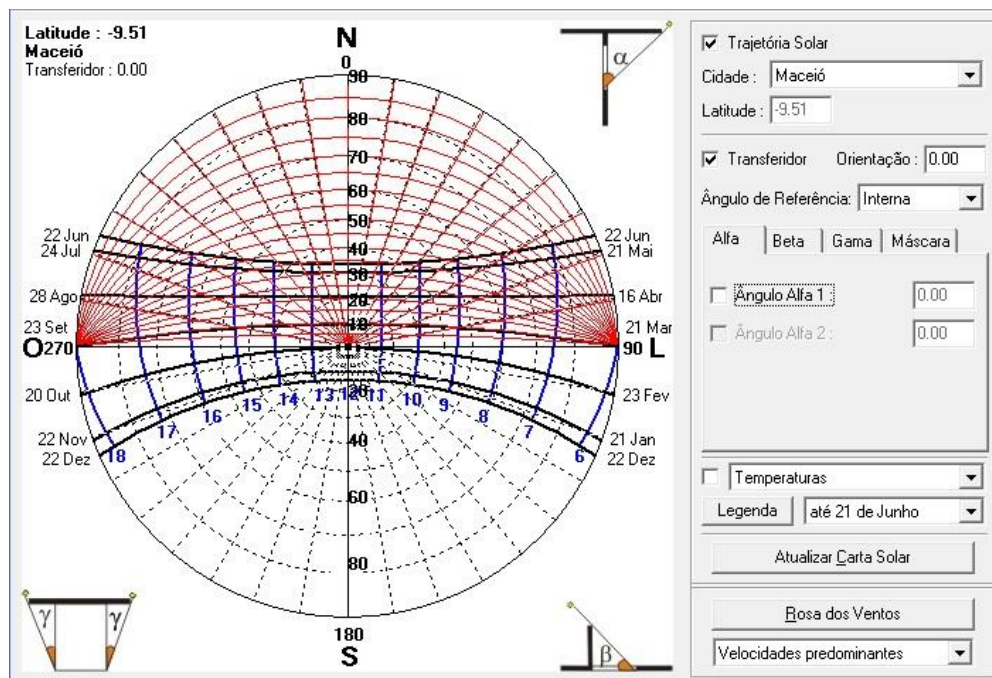 Latitude : -9.51
Maceió
Transferidor : 0.00
N
0
90
80
70
60
50
40
30
20
10
22 Jun
24 Jul
28 Ago
23 Set
O 270
20 Out
22 Nov
22 Dez
22 Jun
21 Mai
16 Abr
21 Mar
90 L
23 Fev
21 Jan
22 Dez
18
17
16
15
14
13
12
11
10
9
8
7
6
20
40
60
80
180
S
α
γ
γ
β
Trajetória Solar
Cidade : Maceió
Latitude : -9.51
Transferidor Orientação : 0.00
Ângulo de Referência: Interna
Alfa Beta Gama Máscara
Ângulo Alfa 1 : 0.00
Ângulo Alfa 2 : 0.00
Temperaturas
Legenda até 21 de Junho
Atualizar Carta Solar
Rosa dos Ventos
Velocidades predominantes